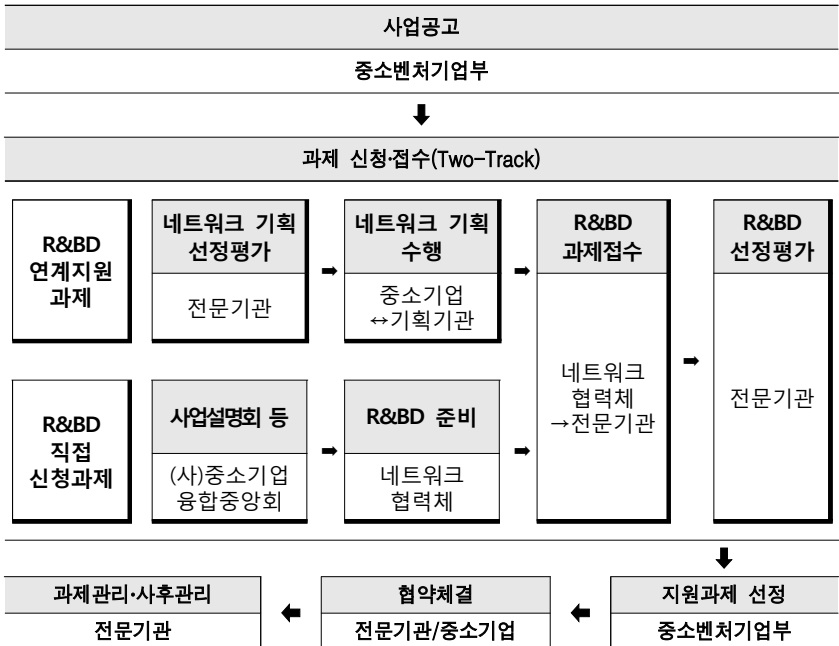 사업공고
중소벤처기업부
⬇
과제 신청·접수(Two-Track)
R&BD
연계지원
과제
네트워크 기획
선정평가
전문기관
➡
네트워크 기획
수행
중소기업
↔기획기관
➡
R&BD
직접
신청과제
사업설명회 등
(사)중소기업
융합중앙회
➡
R&BD 준비
네트워크
협력체
➡
R&BD
과제접수
네트워크
협력체
→전문기관
➡
R&BD
선정평가
전문기관
⬇
과제관리·사후관리
전문기관
⬅
협약체결
전문기관/중소기업
⬅
지원과제 선정
중소벤처기업부